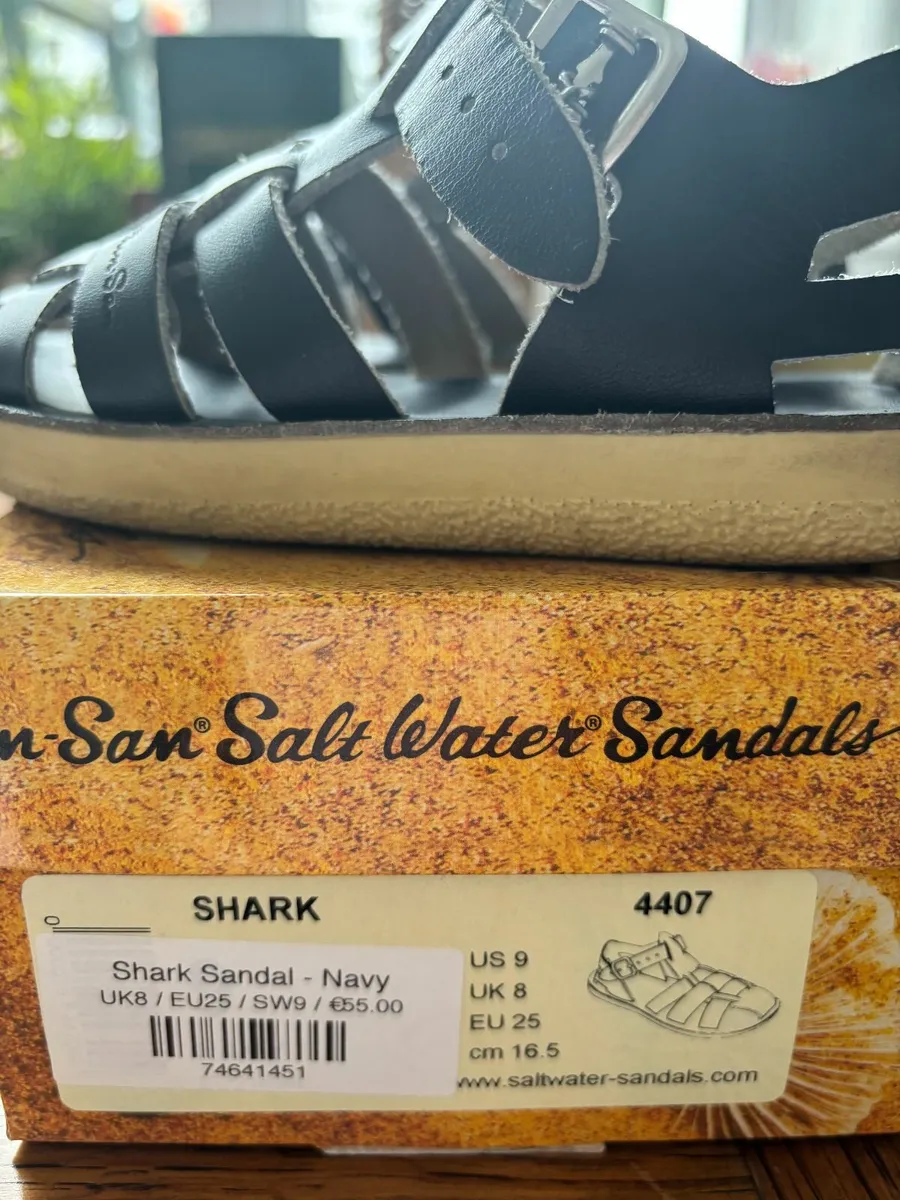 n-San® Salt Water® Sandals
SHARK
4407
0
Shark Sandal - Navy
UK8 / EU25 / SW9 / €55.00
74641451
US 9
UK 8
EU 25
cm 16.5
www.saltwater-sandals.com